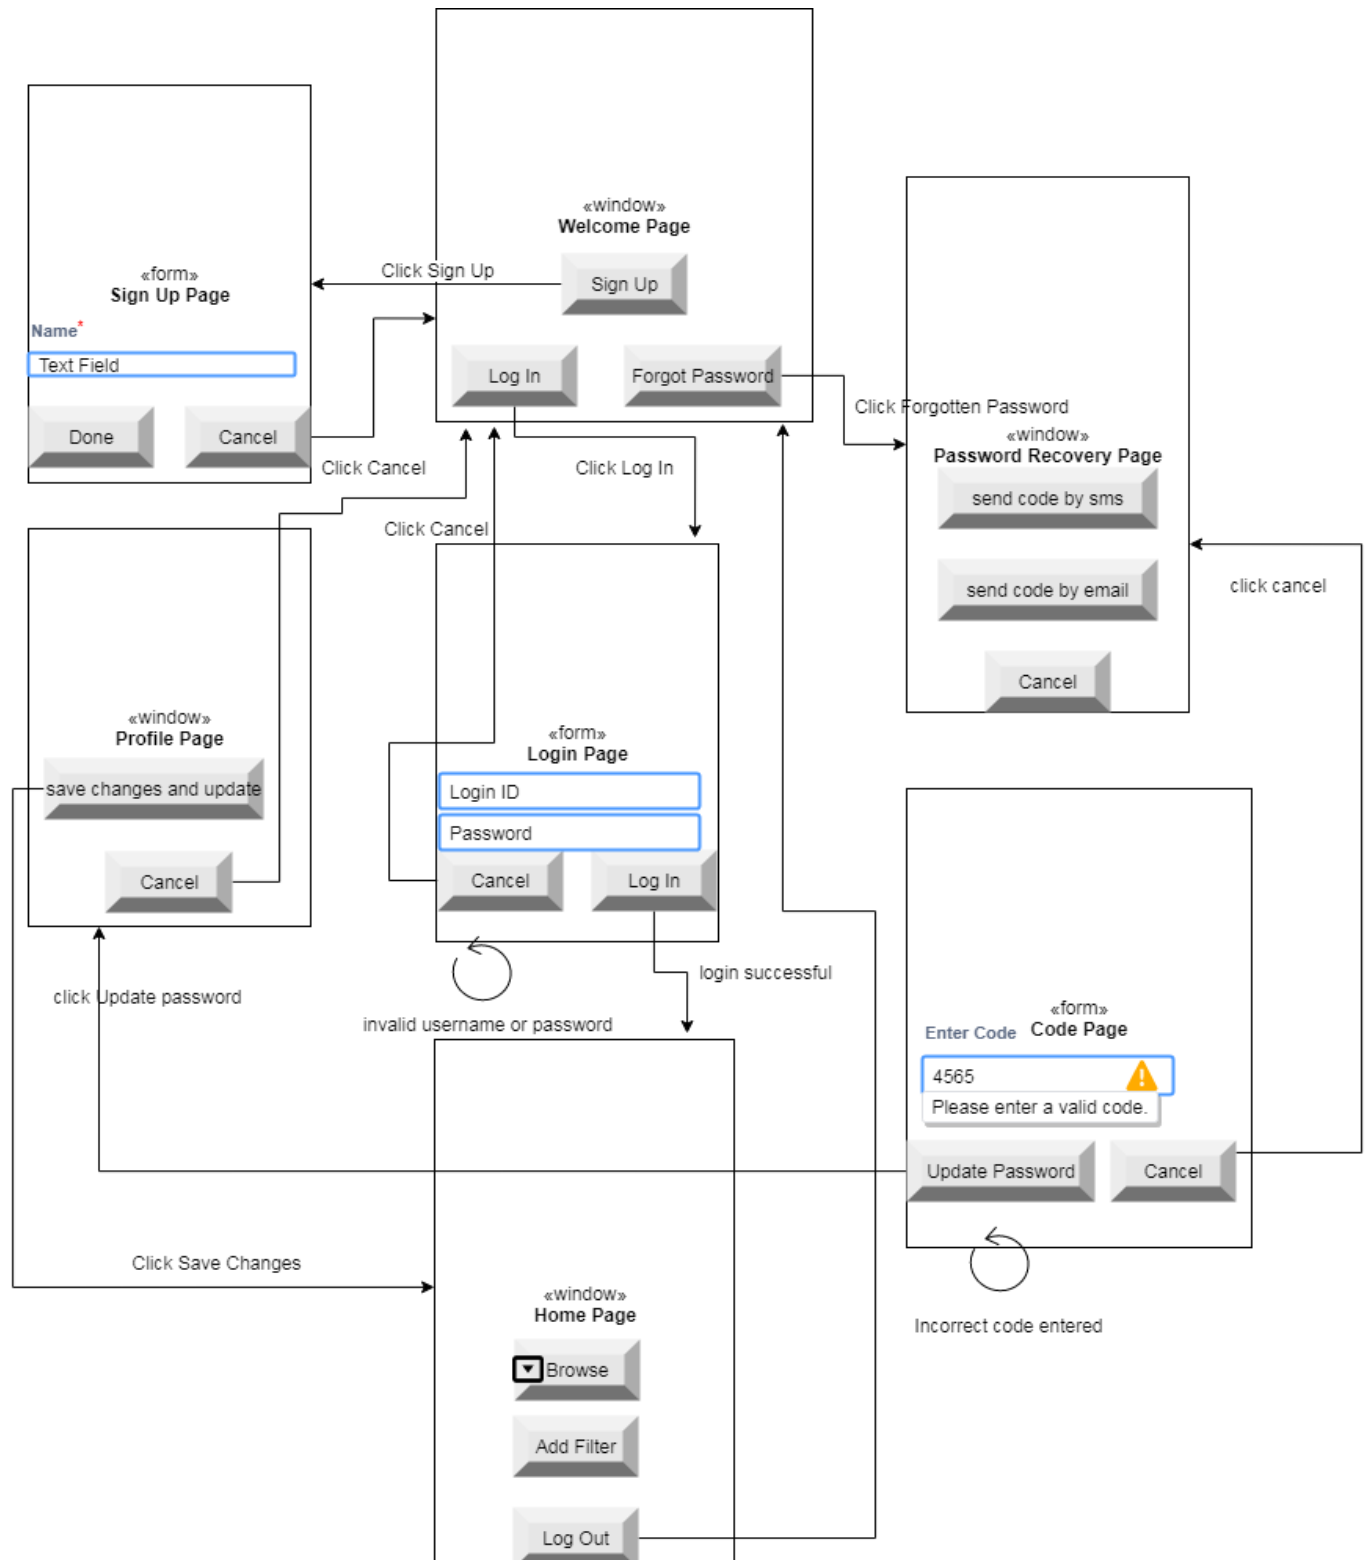 «window»
Welcome Page
Click Sign Up
Sign Up
Log In
Forgot Password
«form»
Sign Up Page
Name*
Text Field
Done
Cancel
Click Cancel
Click Log In
Click Forgotten Password
«window»
Password Recovery Page
send code by sms
send code by email
Cancel
click cancel
Click Cancel
«window»
Profile Page
save changes and update
Cancel
click Update password
«form»
Login Page
Login ID
Password
Cancel
Log In
login successful
invalid username or password
«form»
Enter Code Code Page
4565
Please enter a valid code.
Update Password
Cancel
Incorrect code entered
Click Save Changes
«window»
Home Page
Browse
Add Filter
Log Out